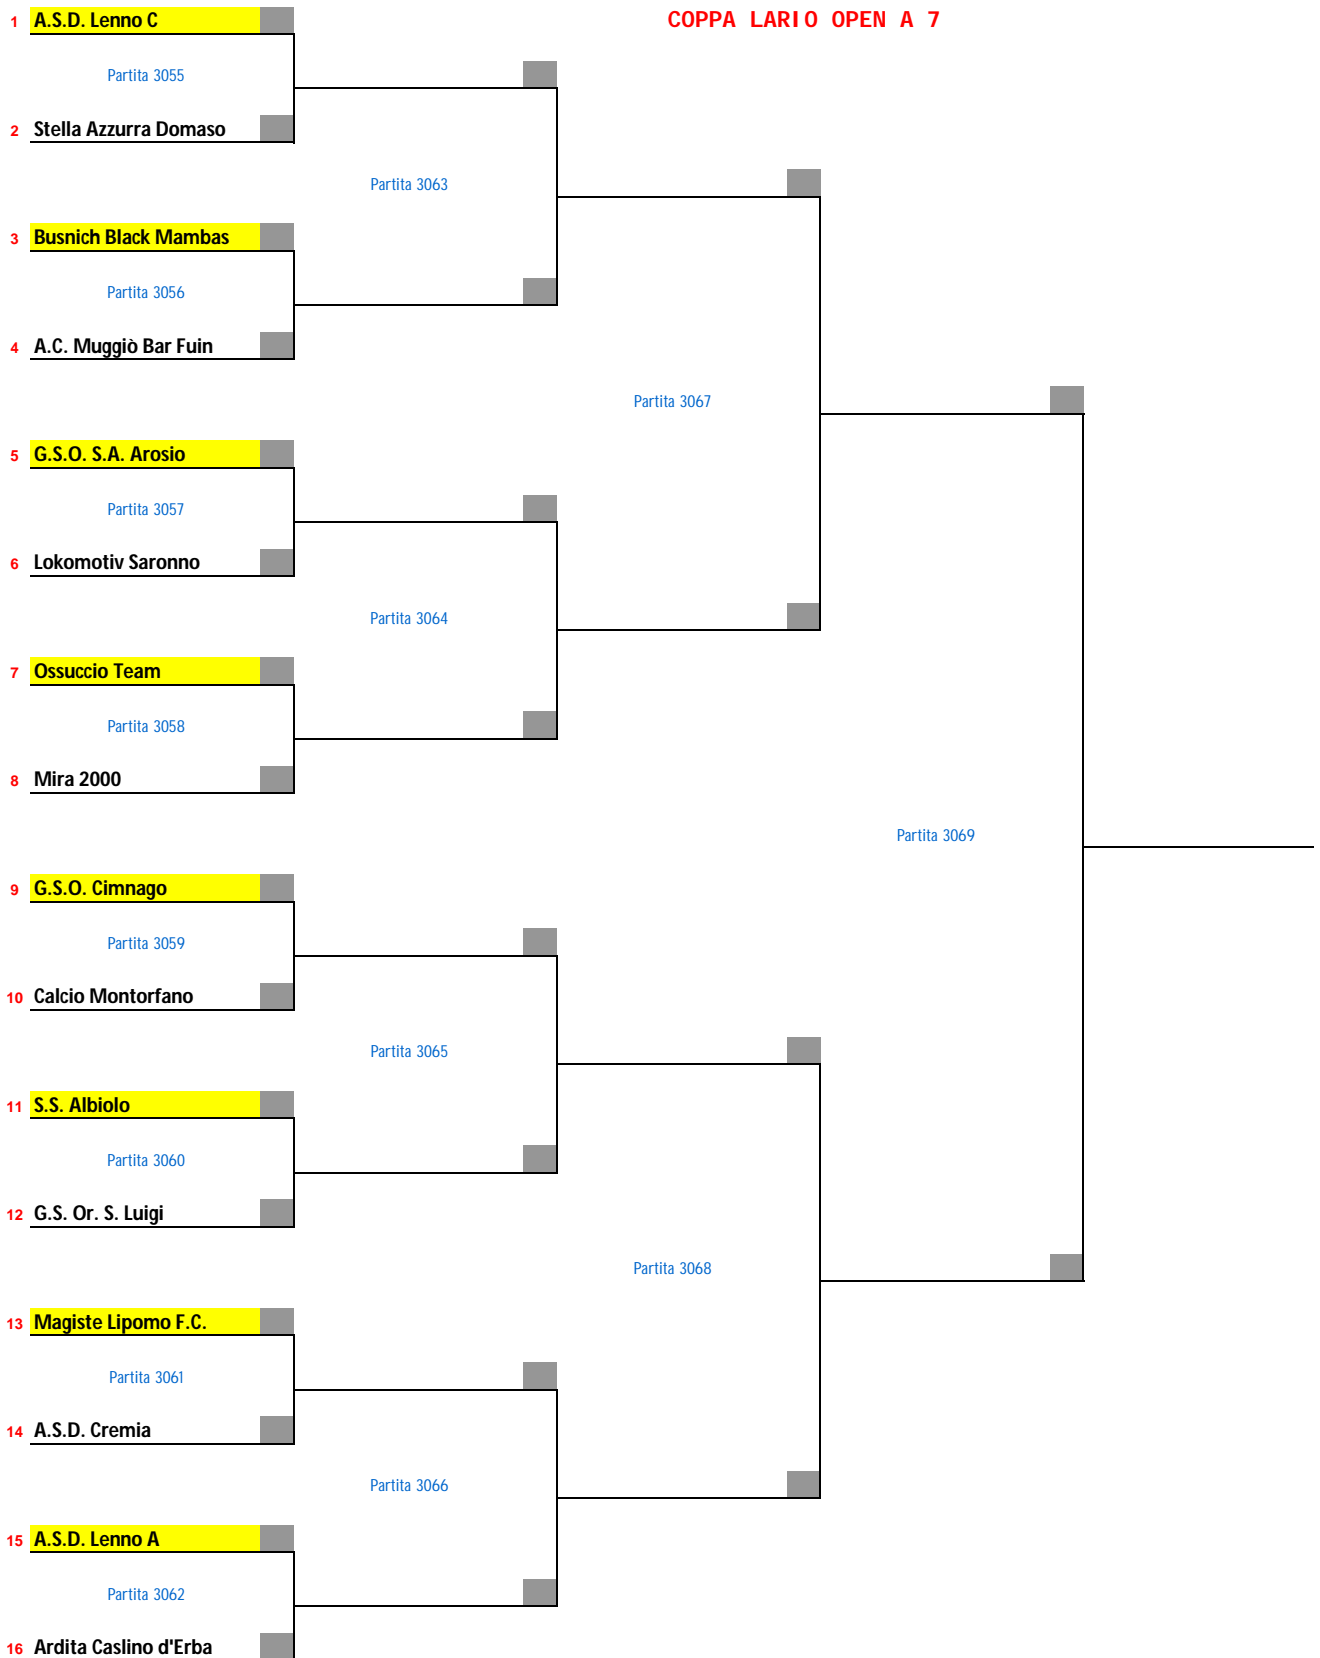 COPPA LARIO OPEN A 7
1 A.S.D. Lenno C
Partita 3055
2 Stella Azzurra Domaso
Partita 3063
3 Busnich Black Mambas
Partita 3056
4 A.C. Muggiò Bar Fuin
Partita 3067
5 G.S.O. S.A. Arosio
Partita 3057
6 Lokomotiv Saronno
Partita 3064
7 Ossuccio Team
Partita 3058
8 Mira 2000
Partita 3069
9 G.S.O. Cimnago
Partita 3059
10 Calcio Montorfano
Partita 3065
11 S.S. Albiolo
Partita 3060
12 G.S. Or. S. Luigi
Partita 3068
13 Magiste Lipomo F.C.
Partita 3061
14 A.S.D. Cremia
Partita 3066
15 A.S.D. Lenno A
Partita 3062
16 Ardita Caslino d'Erba